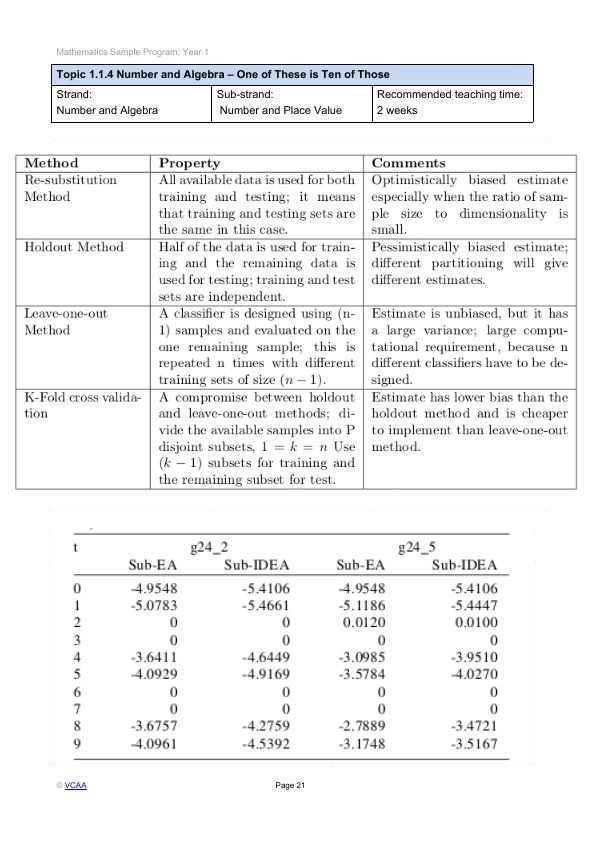 Mathematics Sample Program: Year 1
Topic 1.1.4 Number and Algebra – One of These is Ten of Those
Strand: Sub-strand: Recommended teaching time:
Number and Algebra Number and Place Value 2 weeks
Method Property Comments
Re-substitution All available data is used for both Optimistically biased estimate
Method training and testing; it means especially when the ratio of sam-
that training and testing sets are ple size to dimensionality is
the same in this case. small.
Holdout Method Half of the data is used for train- Pessimistically biased estimate;
ing and the remaining data is different partitioning will give
used for testing; training and test different estimates.
sets are independent.
Leave-one-out A classifier is designed using (n- Estimate is unbiased, but it has
Method 1) samples and evaluated on the a large variance; large compu-
one remaining sample; this is tational requirement, because n
repeated n times with different different classifiers have to be de-
training sets of size (n − 1). signed.
K-Fold cross valida- A compromise between holdout Estimate has lower bias than the
tion and leave-one-out methods; di- holdout method and is cheaper
vide the available samples into P to implement than leave-one-out
disjoint subsets, 1 = k = n Use method.
(k − 1) subsets for training and
the remaining subset for test.
t g24_2 g24_5
Sub-EA Sub-IDEA Sub-EA Sub-IDEA
0 -4.9548 -5.4106 -4.9548 -5.4106
1 -5.0783 -5.4661 -5.1186 -5.4447
2 0 0 0.0120 0.0100
3 0 0 0 0
4 -3.6411 -4.6449 -3.0985 -3.9510
5 -4.0929 -4.9169 -3.5784 -4.0270
6 0 0 0 0
7 0 0 0 0
8 -3.6757 -4.2759 -2.7889 -3.4721
9 -4.0961 -4.5392 -3.1748 -3.5167
© VCAA Page 21